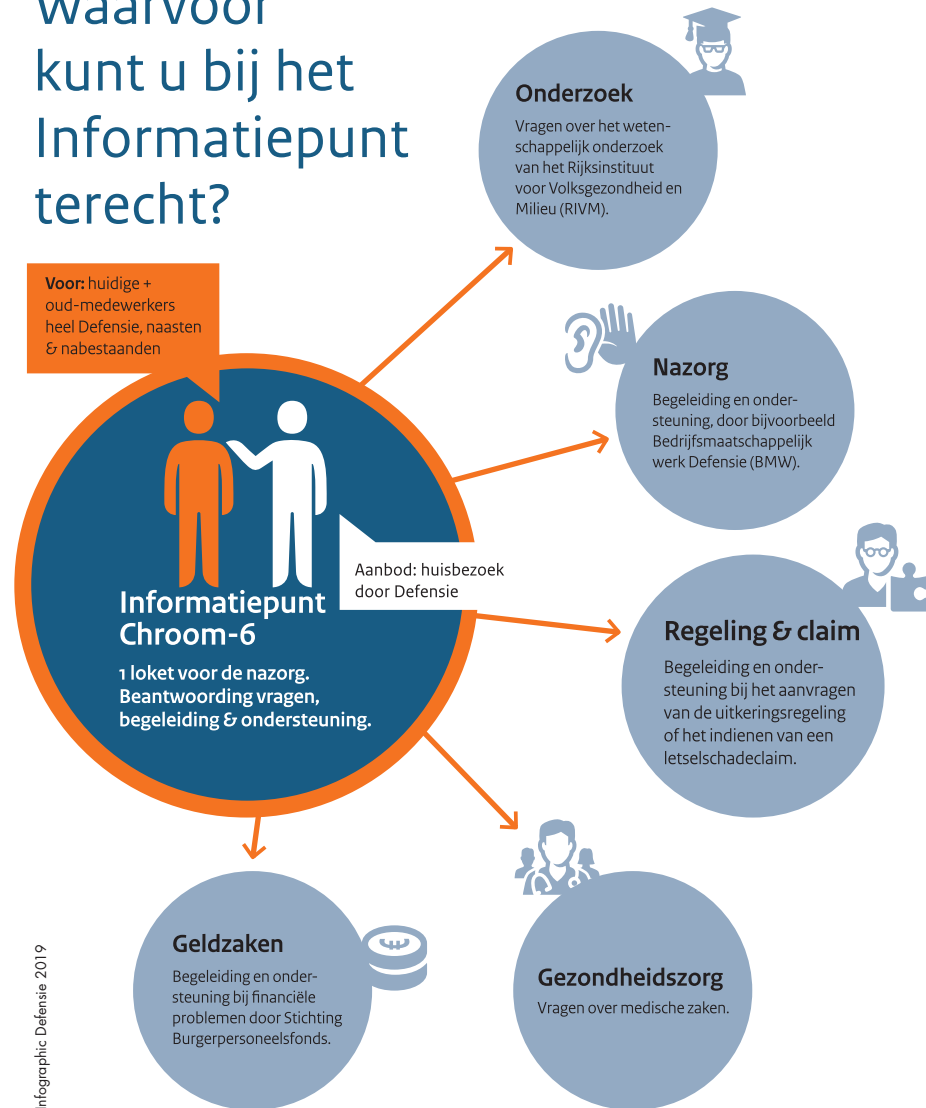 Waarvoor
kunt u bij het
Informatiepunt
terecht?
Voor: huidige +
oud-medewerkers
heel Defensie, naasten
& nabestaanden
Informatiepunt
Chroom-6
1 loket voor de nazorg.
Beantwoording vragen,
begeleiding & ondersteuning.
Aanbod: huisbezoek
door Defensie
Onderzoek
Vragen over het weten-
schappelijk onderzoek
van het Rijksinstituut
voor Volksgezondheid en
Milieu (RIVM).
Nazorg
Begeleiding en onder-
steuning, door bijvoorbeeld
Bedrijfsmaatschappelijk
werk Defensie (BMW).
Regeling & claim
Begeleiding en onder-
steuning bij het aanvragen
van de uitkeringsregeling
of het indienen van een
letselschadeclaim.
Gezondheidszorg
Vragen over medische zaken.
Geldzaken
Begeleiding en onder-
steuning bij financiële
problemen door Stichting
Burgerpersoneelsfonds.
Infographic Defensie 2019